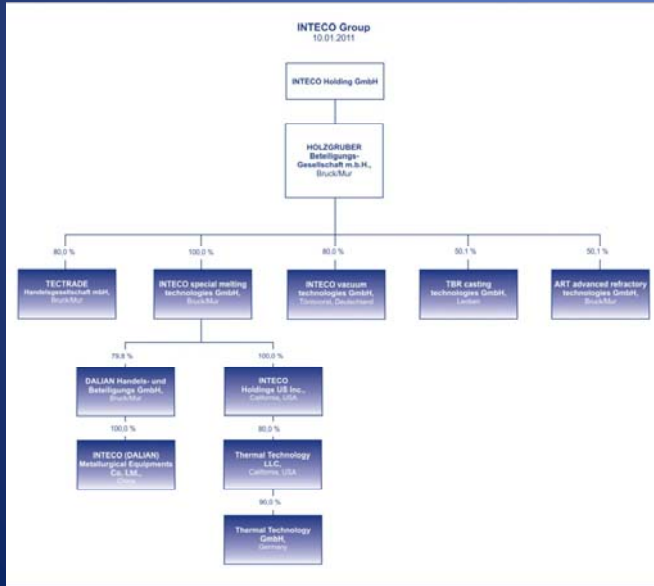 INTECO Group
10.01.2011
INTECO Holding GmbH
HOLZGRUBER
Beteiligungs-
Gesellschaft m.b.H.,
Bruck/Mur
80,0 %
100,0 %
80,0 %
50,1 %
50,1 %
TECTRADE
Handelsgesellschaft mbH,
Bruck/Mur
INTECO special melting
technologies GmbH,
Bruck/Mur
INTECO vacuum
technologies GmbH,
Deutschland
TBR casting
technologies GmbH,
Leoben
ART advanced refractory
technologies GmbH,
Bruck/Mur
79,8 %
100,0 %
DALIAN Handels- und
Beteiligungs GmbH,
Bruck/Mur
INTECO
Holdings US Inc.,
California, USA
100,0 %
80,0 %
INTECO (DALIAN)
Metallurgical Equipments
Co. Ltd.,
China
Thermal Technology
LLC,
California, USA
90,0 %
Thermal Technology
GmbH,
Germany